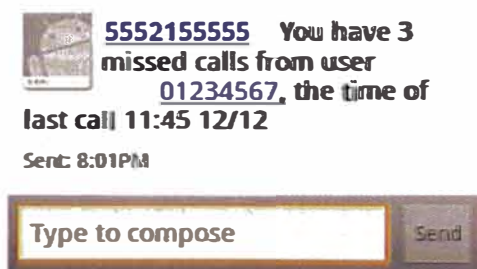 5552155555 You have 3
missed calls from user
01234567, the time of
last call 11:45 12/12
Sent: 8:01PM
Type to compose
Send